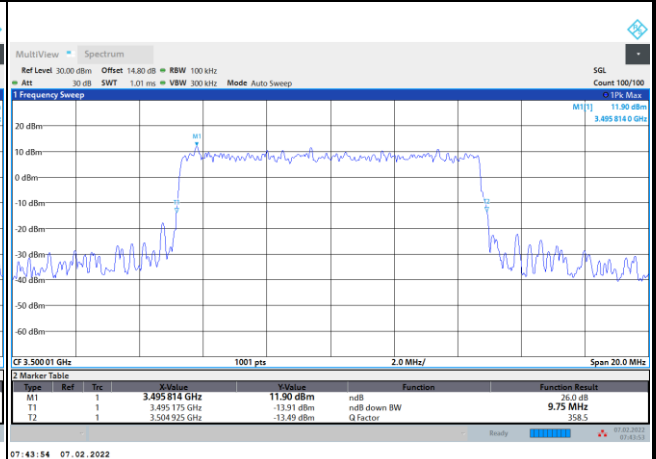 MultiView Spectrum
Ref Level 30.00 dBm Offset 14.80 dB RBW 100 kHz SGL
Att 30 dB SWT 1.01 ms VBW 300 kHz Mode Auto Sweep Count 100/100
1 Frequency Sweep 1Pk Max
M1[1] 11.90 dBm
3.495 814 0 GHz
20 dBm
M1
10 dBm
0 dBm
-10 dBm
-20 dBm
-30 dBm
-40 dBm
-50 dBm
-60 dBm
CF 3.500 01 GHz 1001 pts 2.0 MHz/ Span 20.0 MHz
2 Marker Table
Type Ref Trc X-Value Y-Value Function Function Result
M1 1 3.495 814 GHz 11.90 dBm ndB 26.0 dB
T1 1 3.495 175 GHz -13.91 dBm ndB down BW 9.75 MHz
T2 1 3.504 925 GHz -13.49 dBm Q Factor 358.5
Ready 07.02.2022
07:43:53
07:43:54 07.02.2022